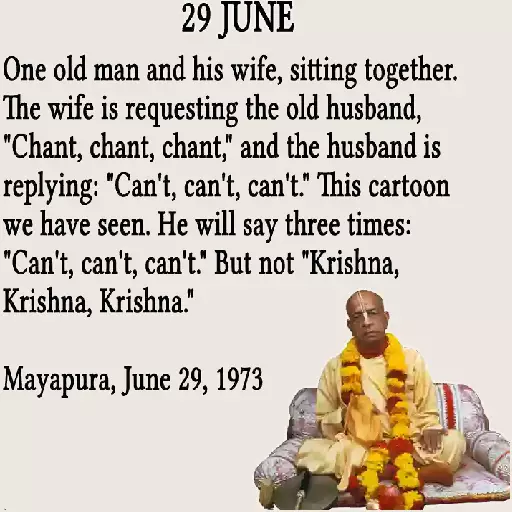 29 JUNE
One old man and his wife, sitting together.
The wife is requesting the old husband,
"Chant, chant, chant," and the husband is
replying: "Can't, can't, can't." This cartoon
we have seen. He will say three times:
"Can't, can't, can't." But not "Krishna,
Krishna, Krishna."
Mayapura, June 29, 1973